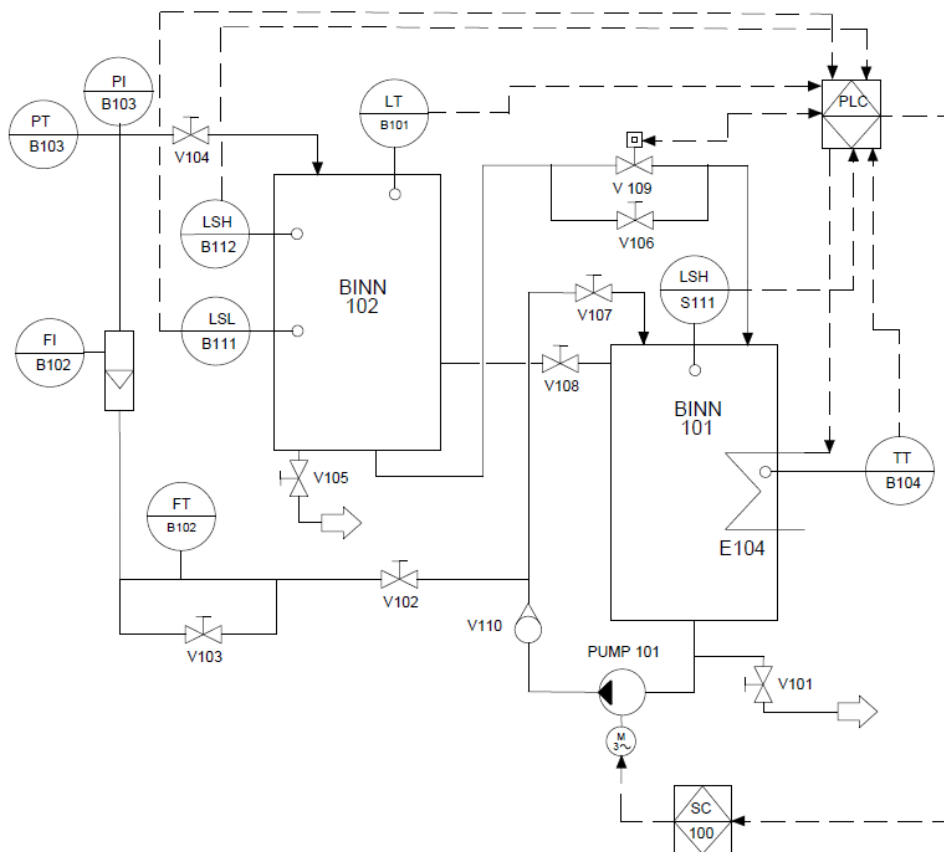 PI
B103
PT
B103
V104
LT
B101
PLC
V 109
V106
LSH
B112
BINN
102
LSH
S111
V107
LSL
B111
FI
B102
V108
BINN
101
TT
B104
V105
FT
B102
E104
V102
V103
V110
PUMP 101
V101
M
3~
SC
100